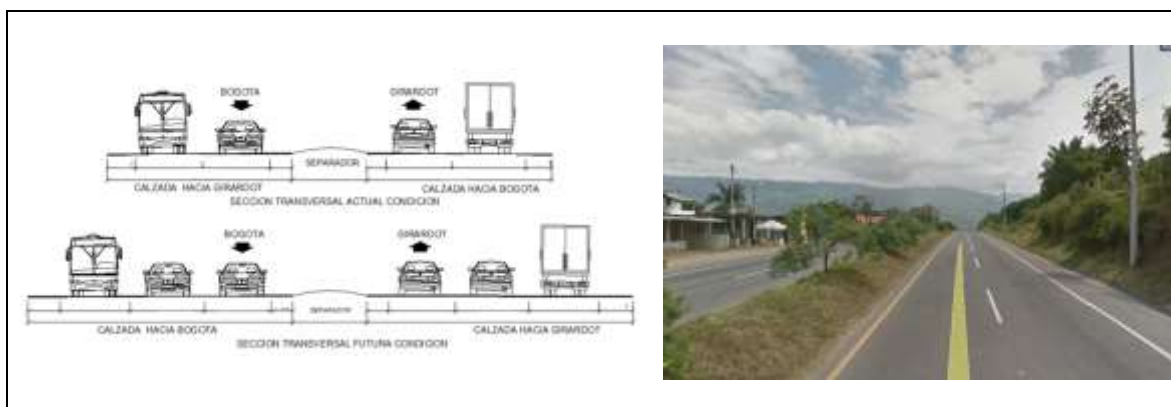 BOGOTA
GIRARDOT
SEPARADOR
CALZADA HACIA GIRARDOT
CALZADA HACIA BOGOTA
SECCION TRANSVERSAL ACTUAL CONDICION
BOGOTA
GIRARDOT
SEPARADOR
CALZADA HACIA BOGOTA
CALZADA HACIA GIRARDOT
SECCION TRANSVERSAL FUTURA CONDICION